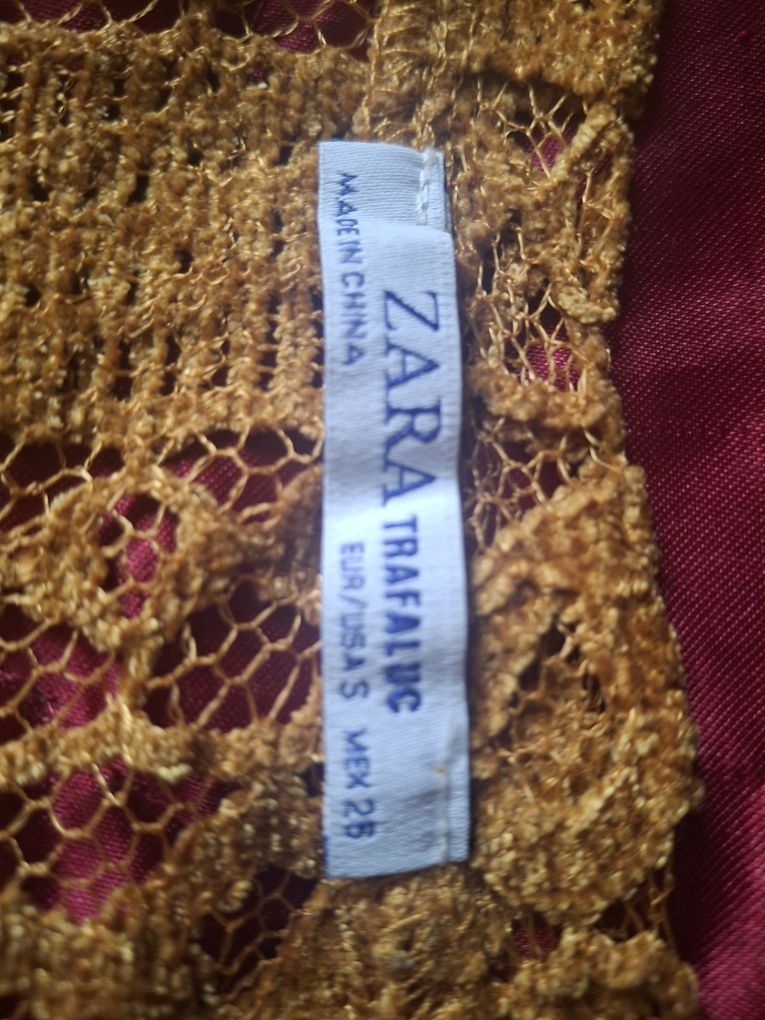 ZARA TRAFALUC
MADE IN CHINA EUR/USA S MEX 26